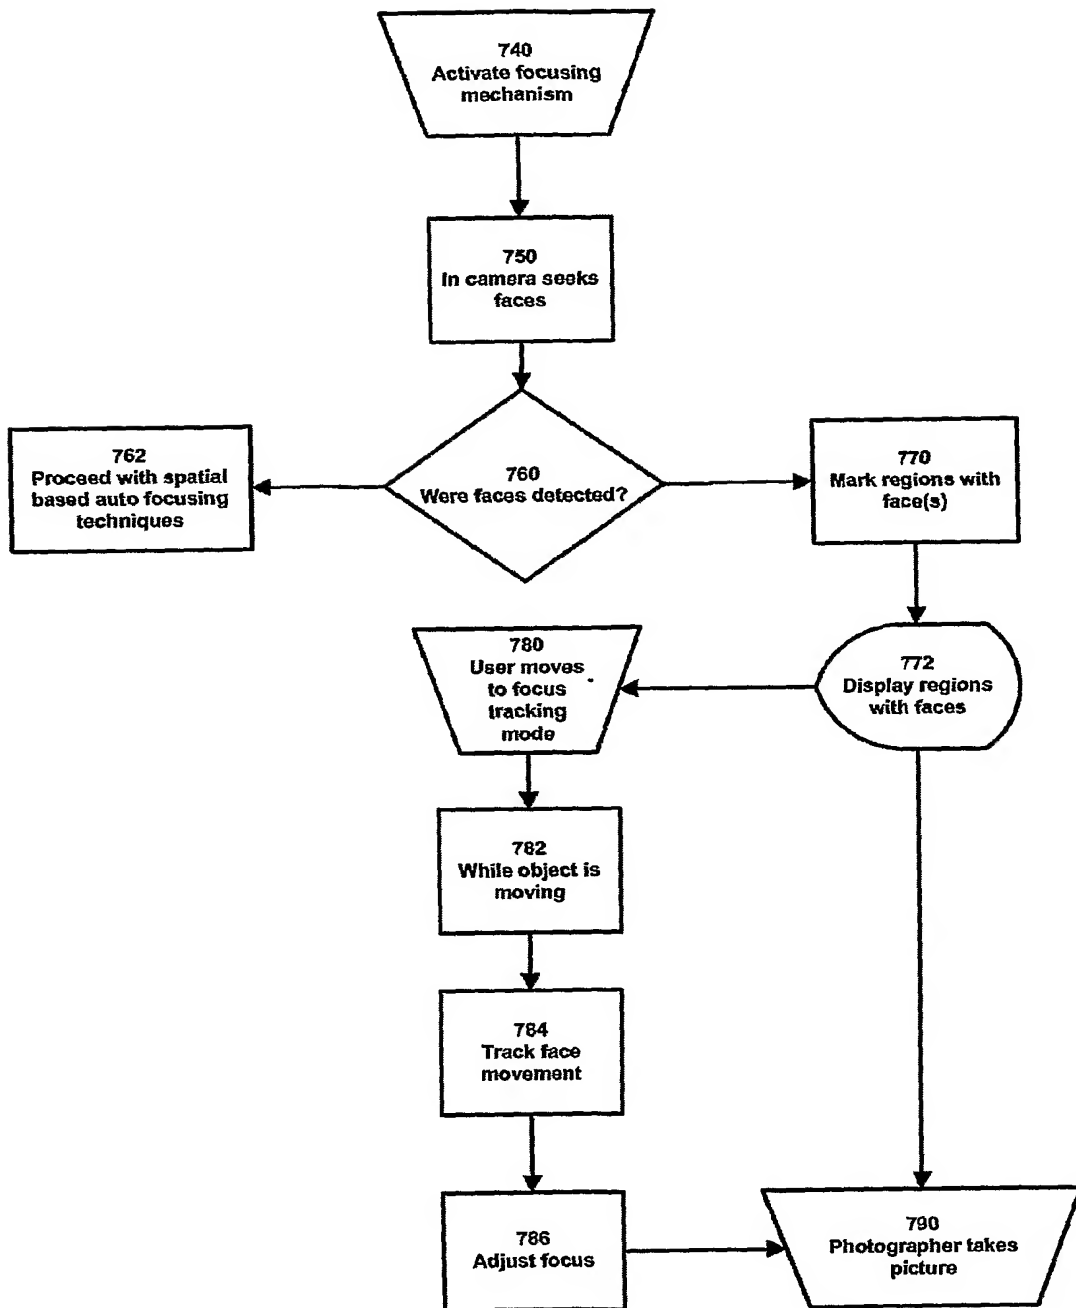 740
Activate focusing
mechanism
750
In camera seeks
faces
760
Were faces detected?
762
Proceed with spatial
based auto focusing
techniques
770
Mark regions with
face(s)
772
Display regions
with faces
780
User moves
to focus
tracking
mode
782
While object is
moving
784
Track face
movement
786
Adjust focus
790
Photographer takes
picture